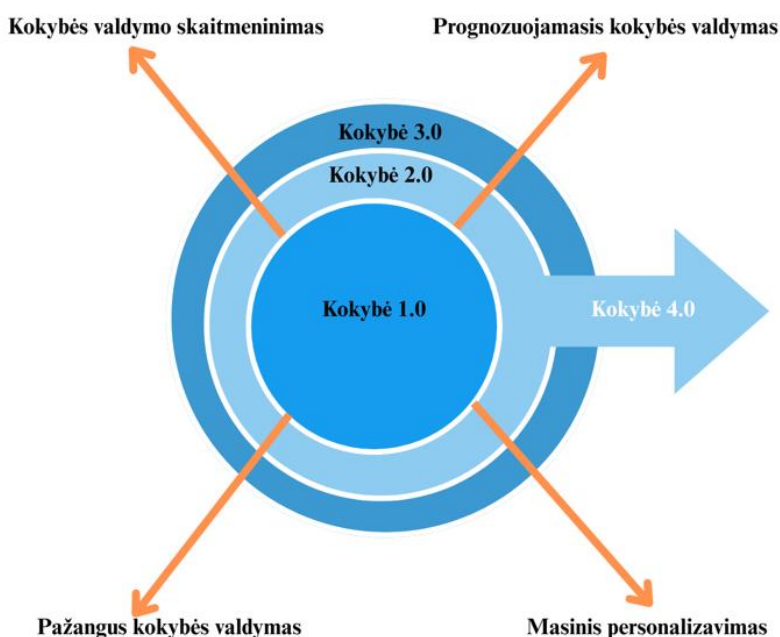 Kokybės valdymo skaitmeninimas
Prognozuojamasis kokybės valdymas
Kokybė 3.0
Kokybė 2.0
Kokybė 1.0
Kokybė 4.0
Pažangus kokybės valdymas
Masinis personalizavimas